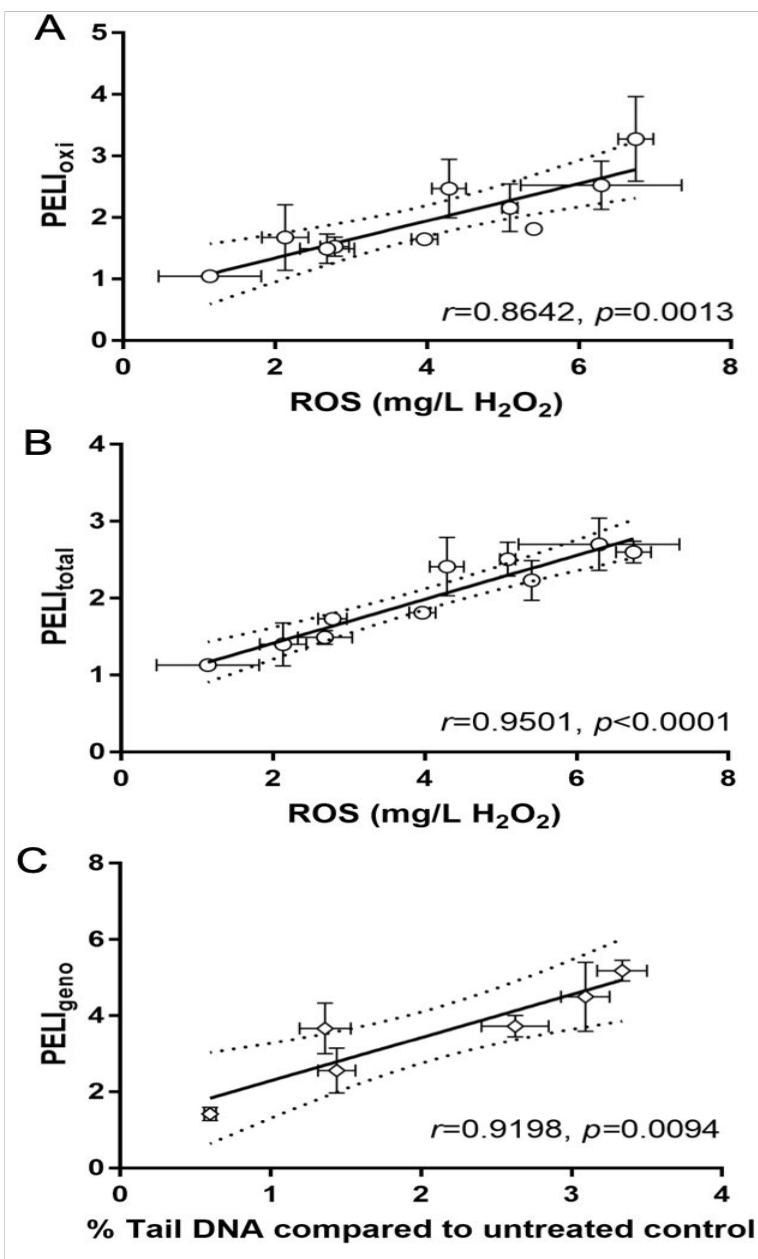 A
5
4
3
2
1
0
PELIoxi
r=0.8642, p=0.0013
0 2 4 6 8
ROS (mg/L H2O2)
B
4
3
2
1
0
PELItotal
r=0.9501, p<0.0001
0 2 4 6 8
ROS (mg/L H2O2)
C
8
6
4
2
0
PELIgeno
r=0.9198, p=0.0094
0 1 2 3 4
% Tail DNA compared to untreated control